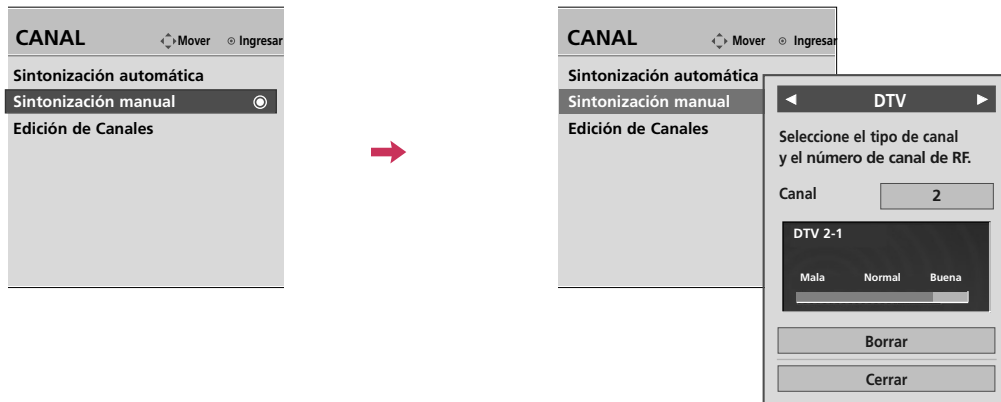 CANAL Mover Ingresar
Sintonización automática
Sintonización manual
Edición de Canales
CANAL Mover Ingresar
Sintonización automática
Sintonización manual
Edición de Canales
DTV
Seleccione el tipo de canal
y el número de canal de RF.
Canal 2
DTV 2-1
Mala Normal Buena
Borrar
Cerrar